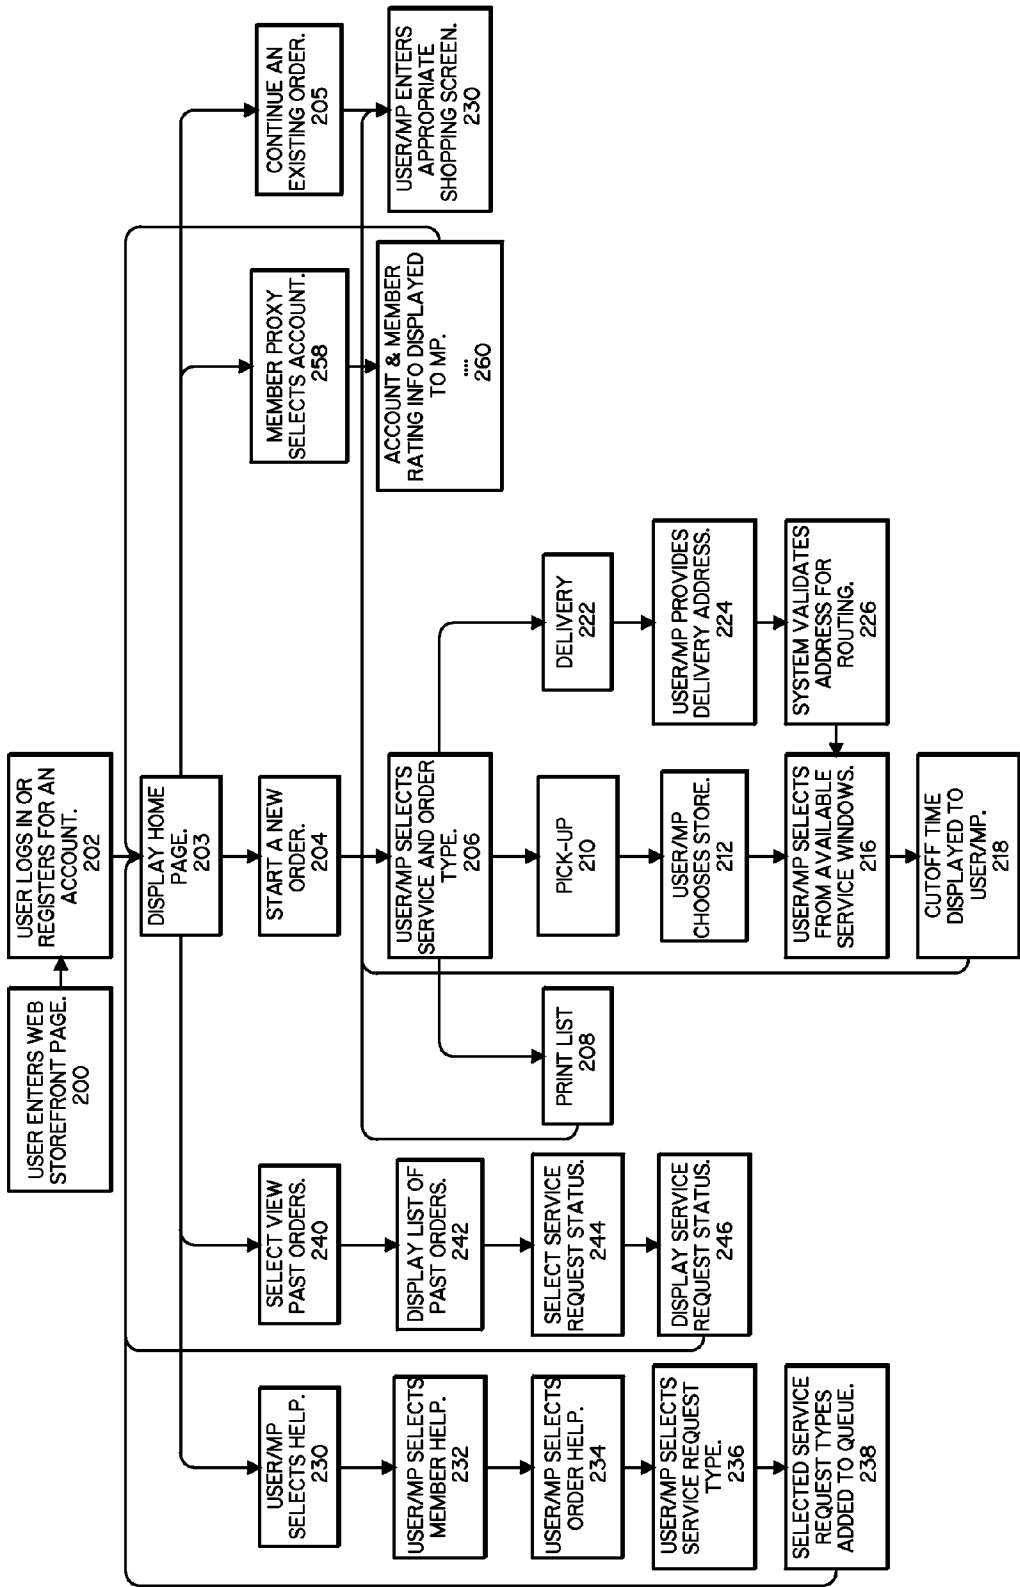 USER ENTERS WEB
STOREFRONT PAGE.
200
USER LOGS IN OR
REGISTERS FOR AN
ACCOUNT.
202
DISPLAY HOME
PAGE.
203
USER/MP
SELECTS HELP.
230
USER/MP SELECTS
MEMBER HELP.
232
USER/MP SELECTS
ORDER HELP.
234
USER/MP SELECTS
SERVICE REQUEST
TYPE.
236
SELECTED SERVICE
REQUEST TYPES
ADDED TO QUEUE.
238
SELECT VIEW
PAST ORDERS.
240
DISPLAY LIST OF
PAST ORDERS.
242
SELECT SERVICE
REQUEST STATUS.
244
DISPLAY SERVICE
REQUEST STATUS.
246
START A NEW
ORDER.
204
USER/MP SELECTS
SERVICE AND ORDER
TYPE.
206
PRINT LIST
208
PICK-UP
210
USER/MP
CHOOSES STORE.
212
USER/MP SELECTS
FROM AVAILABLE
SERVICE WINDOWS.
216
CUTOFF TIME
DISPLAYED TO
USER/MP.
218
DELIVERY
222
USER/MP PROVIDES
DELIVERY ADDRESS.
224
SYSTEM VALIDATES
ADDRESS FOR
ROUTING.
226
MEMBER PROXY
SELECTS ACCOUNT.
258
ACCOUNT & MEMBER
RATING INFO DISPLAYED
TO MP.
....
260
CONTINUE AN
EXISTING ORDER.
205
USER/MP ENTERS
APPROPRIATE
SHOPPING SCREEN.
230